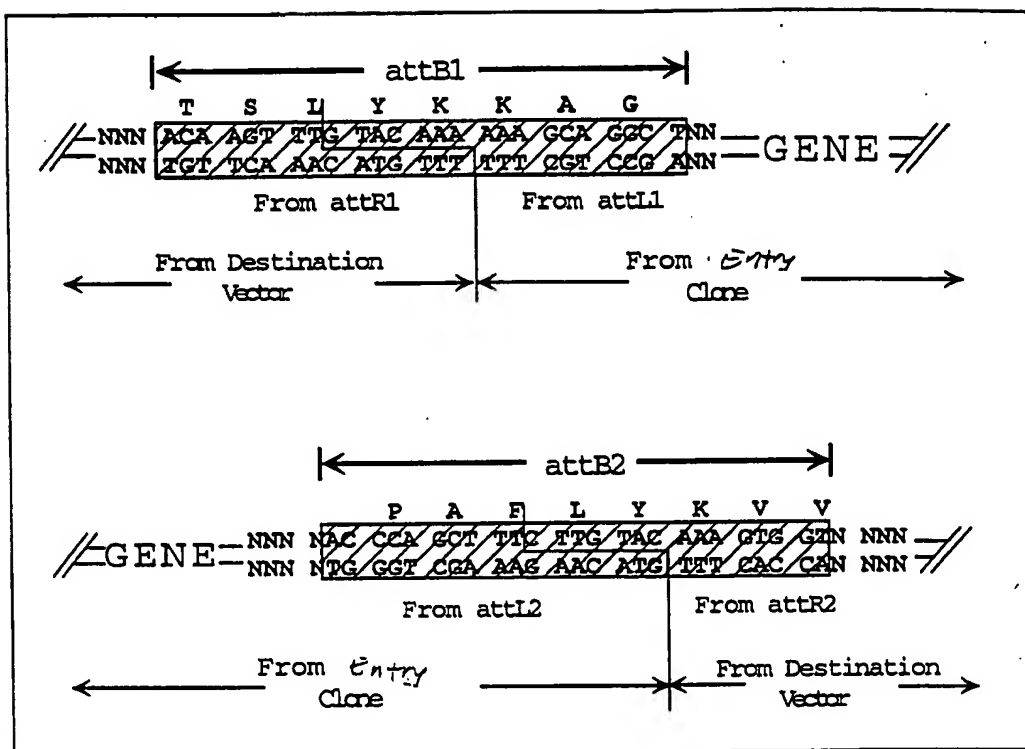 attB1
T S L Y K K A G
NNN ACA AGT TTG TAC AAA AAA GCA GGC TNN GENE
NNN TGT TCA AAC ATG TTT TTT CGT CCG ANN
From attR1 From attL1
From Destination Vector From Entry Clone
attB2
P A F L Y K V V
GENE NNN NAC CCA GCT TTC TTG TAC AAA GTG GTN NNN
NNN NTG GGT CGA AAG AAC ATG TTT CAC CAN NNN
From attL2 From attR2
From Entry Clone From Destination Vector